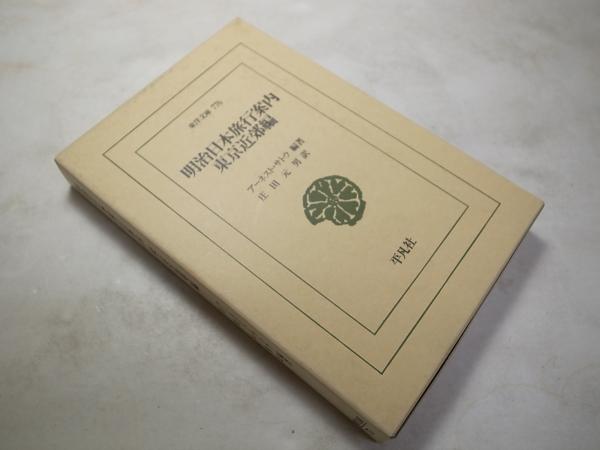 東洋文庫 776
明治日本旅行案内
東京近郊編
アーネスト・サトウ 編著
庄田元男 訳
平凡社